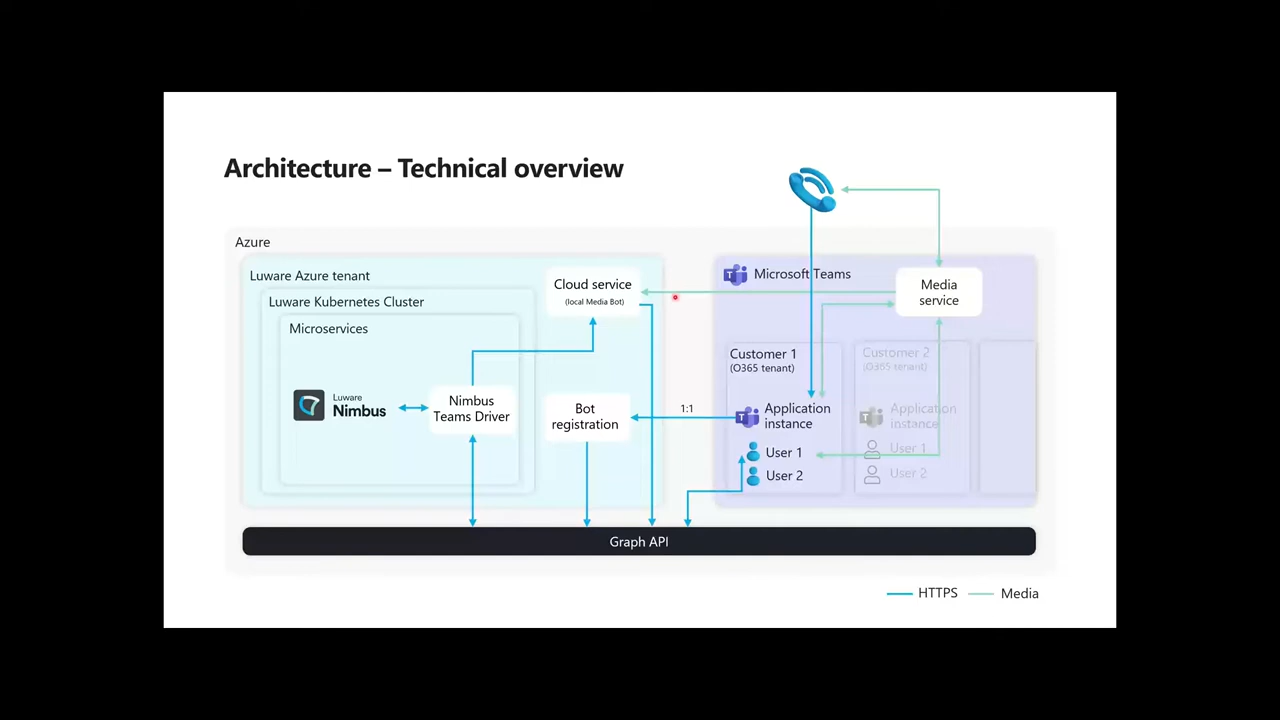 Architecture – Technical overview
Azure
Luware Azure tenant
Luware Kubernetes Cluster
Microservices
Luware
Nimbus
Nimbus
Teams Driver
Cloud service
(local Media Bot)
Bot
registration
1:1
Microsoft Teams
Media
service
Customer 1
(O365 tenant)
Application
instance
User 1
User 2
Customer 2
(O365 tenant)
Application
instance
User 1
User 2
Graph API
HTTPS
Media